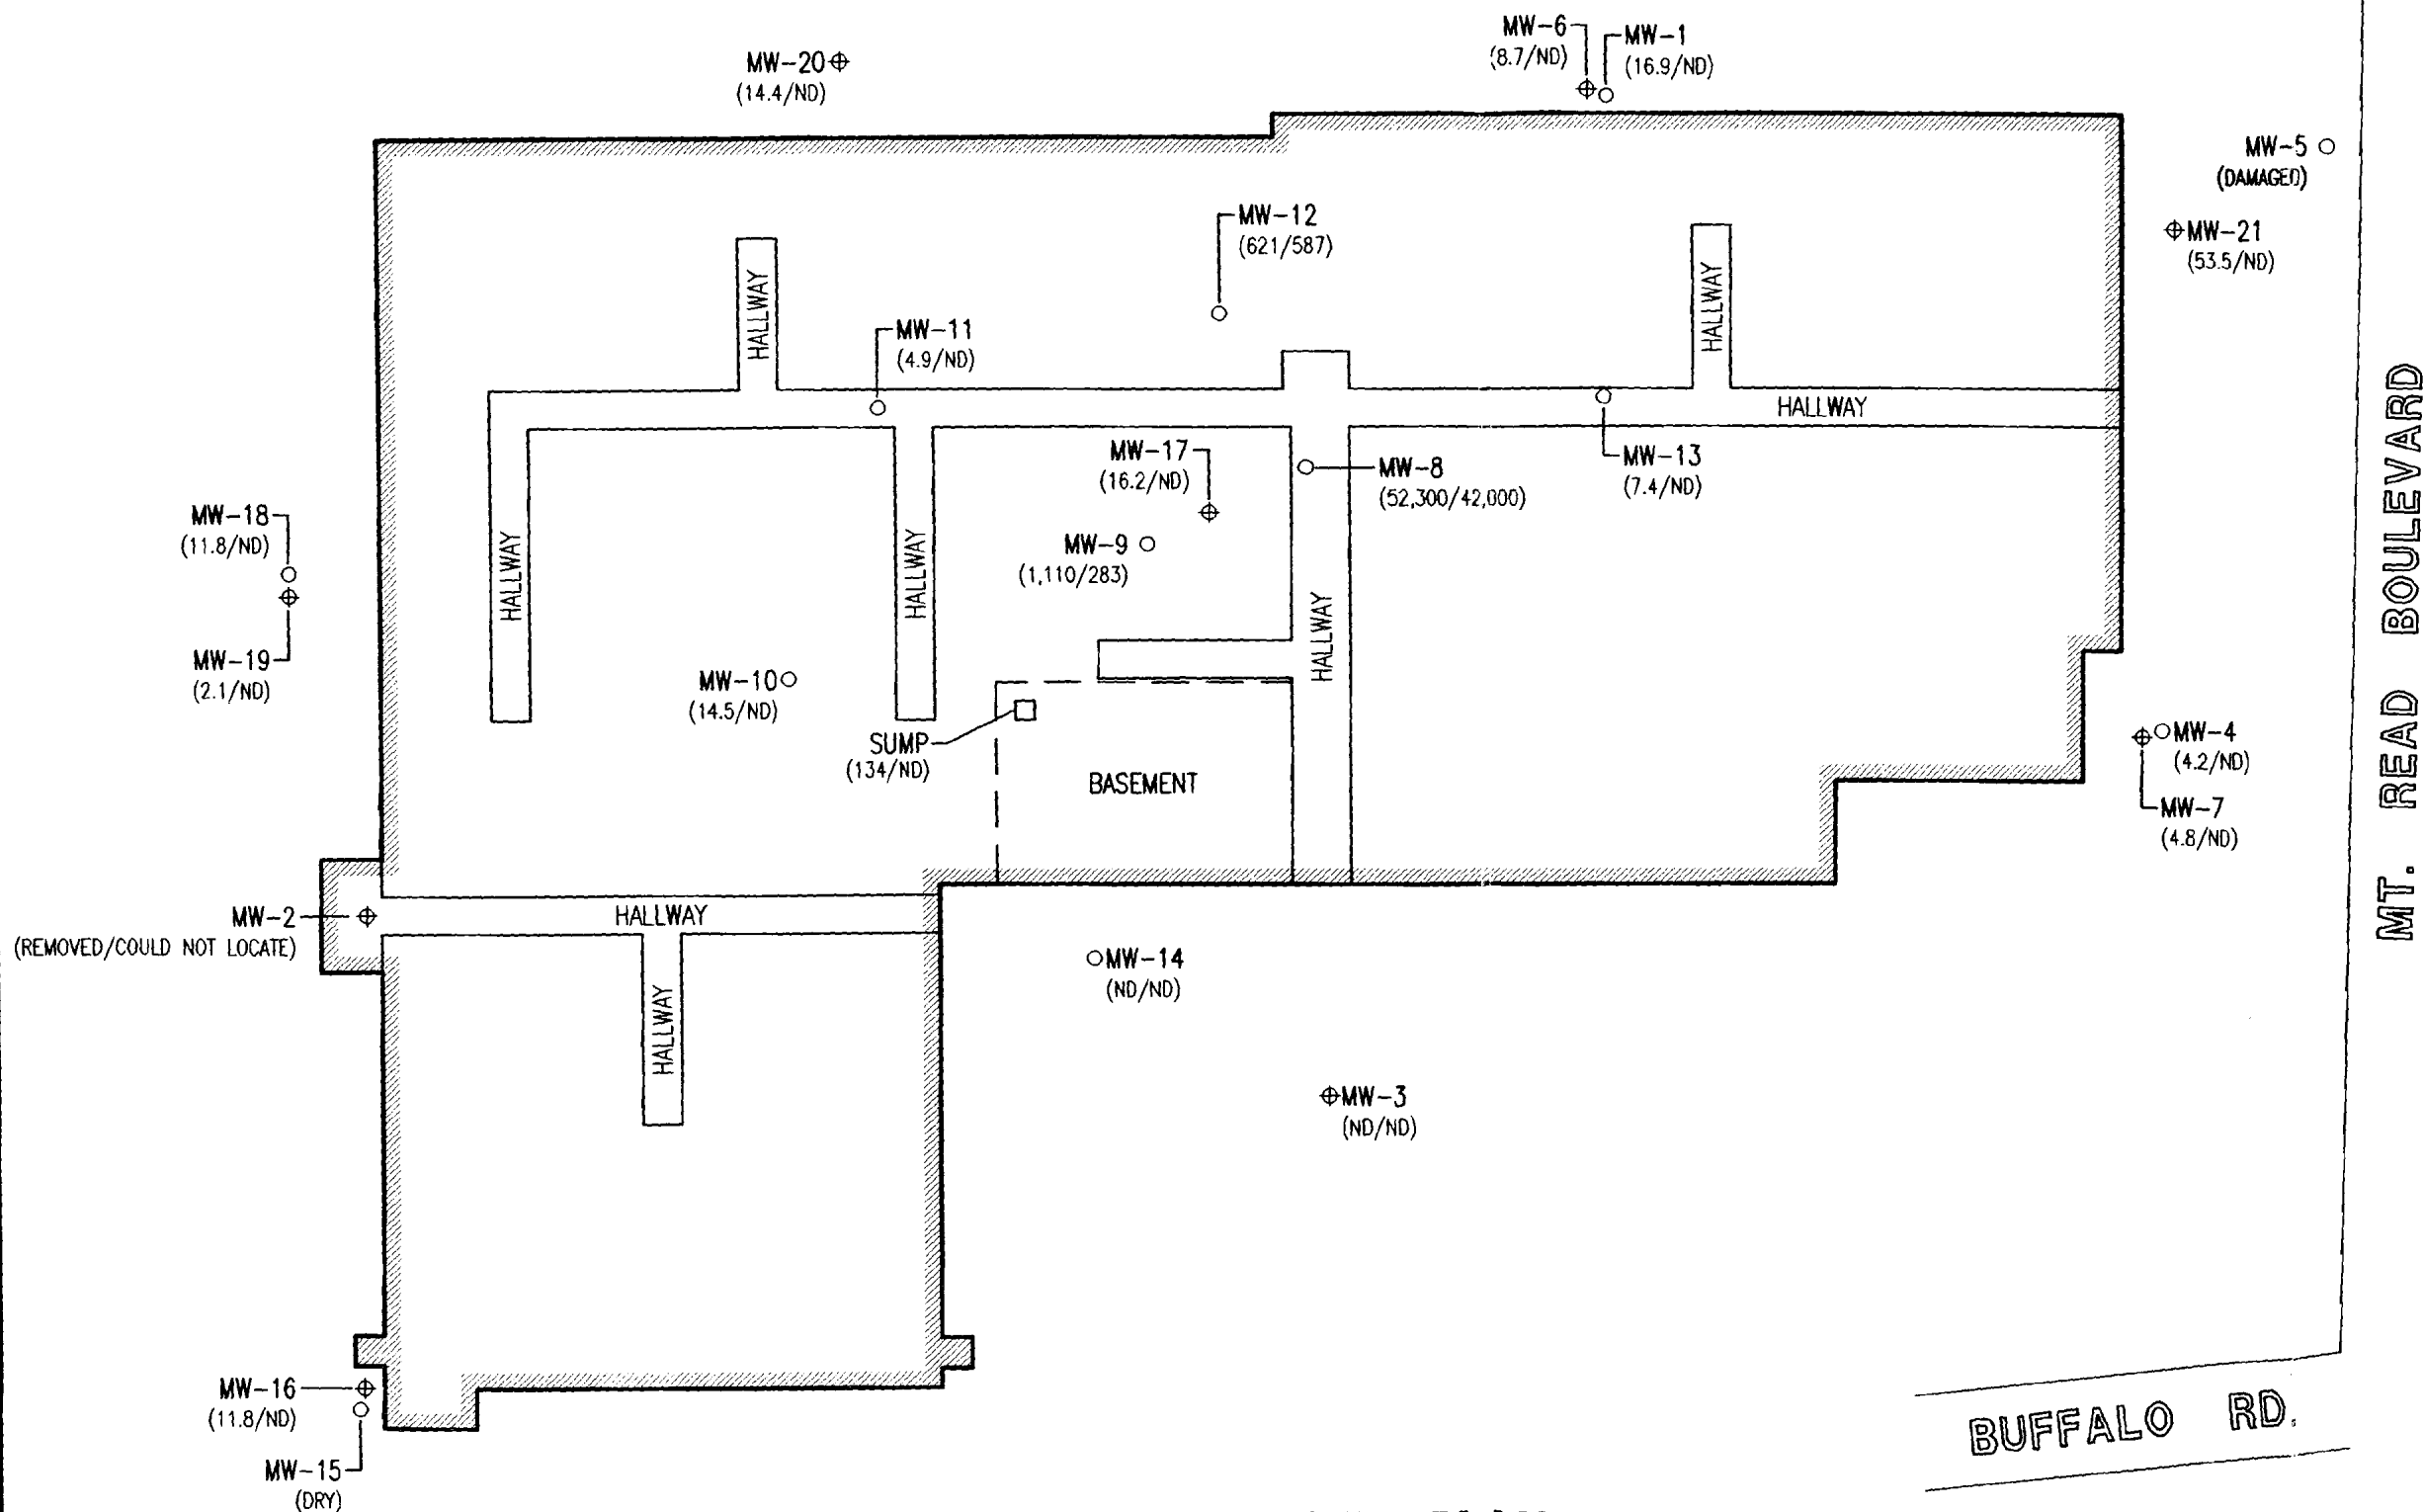 MW-6
(8.7/ND)
MW-1
(16.9/ND)
MW-20
(14.4/ND)
MW-5
(DAMAGED)
MW-21
(53.5/ND)
MW-12
(621/587)
HALLWAY
HALLWAY
MW-11
(4.9/ND)
HALLWAY
MW-17
(16.2/ND)
MW-8
(52,300/42,000)
MW-13
(7.4/ND)
MW-18
(11.8/ND)
MW-9
(1,110/283)
HALLWAY
HALLWAY
HALLWAY
MW-19
(2.1/ND)
MW-10
(14.5/ND)
SUMP
(134/ND)
BASEMENT
MW-4
(4.2/ND)
MW-7
(4.8/ND)
MT. READ BOULEVARD
MW-2
(REMOVED/COULD NOT LOCATE)
HALLWAY
MW-14
(ND/ND)
HALLWAY
MW-3
(ND/ND)
MW-16
(11.8/ND)
MW-15
(DRY)
BUFFALO RD.